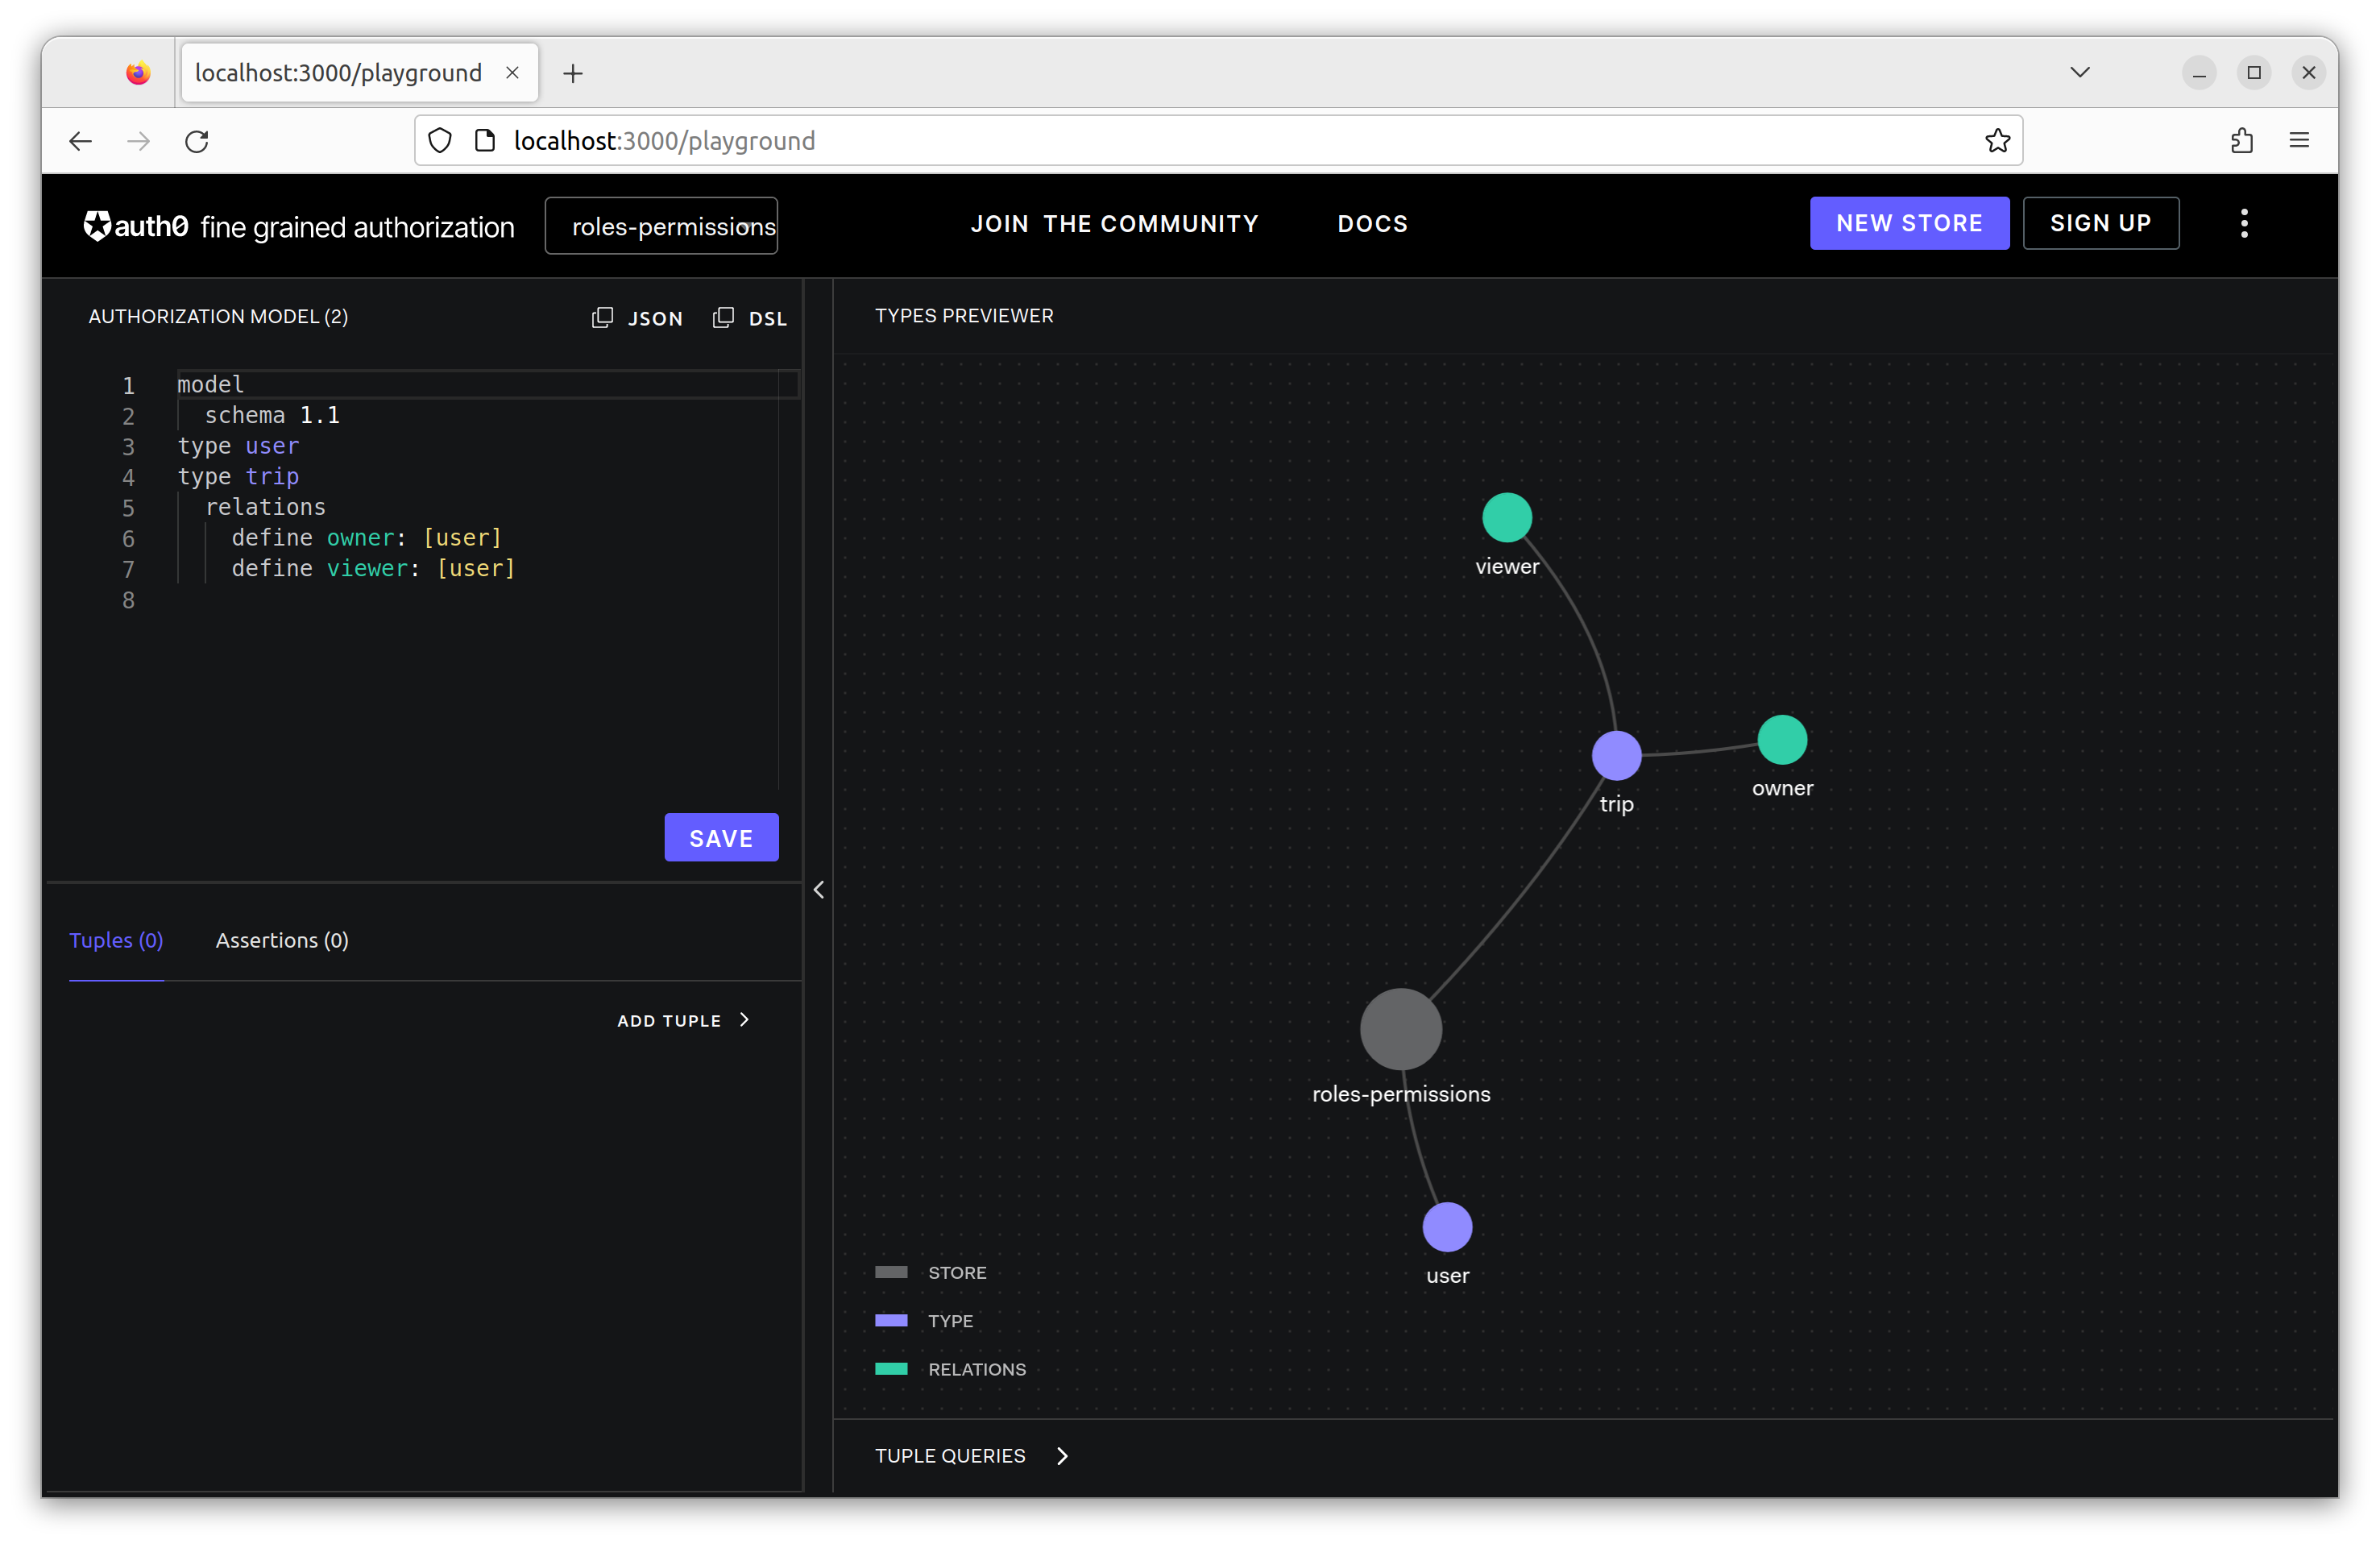 localhost:3000/playground
localhost:3000/playground
auth0 fine grained authorization
roles-permissions
JOIN THE COMMUNITY
DOCS
NEW STORE
SIGN UP
AUTHORIZATION MODEL (2)
JSON
DSL
1 model
2 schema 1.1
3 type user
4 type trip
5 relations
6 define owner: [user]
7 define viewer: [user]
8
SAVE
Tuples (0)
Assertions (0)
ADD TUPLE
TYPES PREVIEWER
viewer
trip
owner
roles-permissions
user
STORE
TYPE
RELATIONS
TUPLE QUERIES